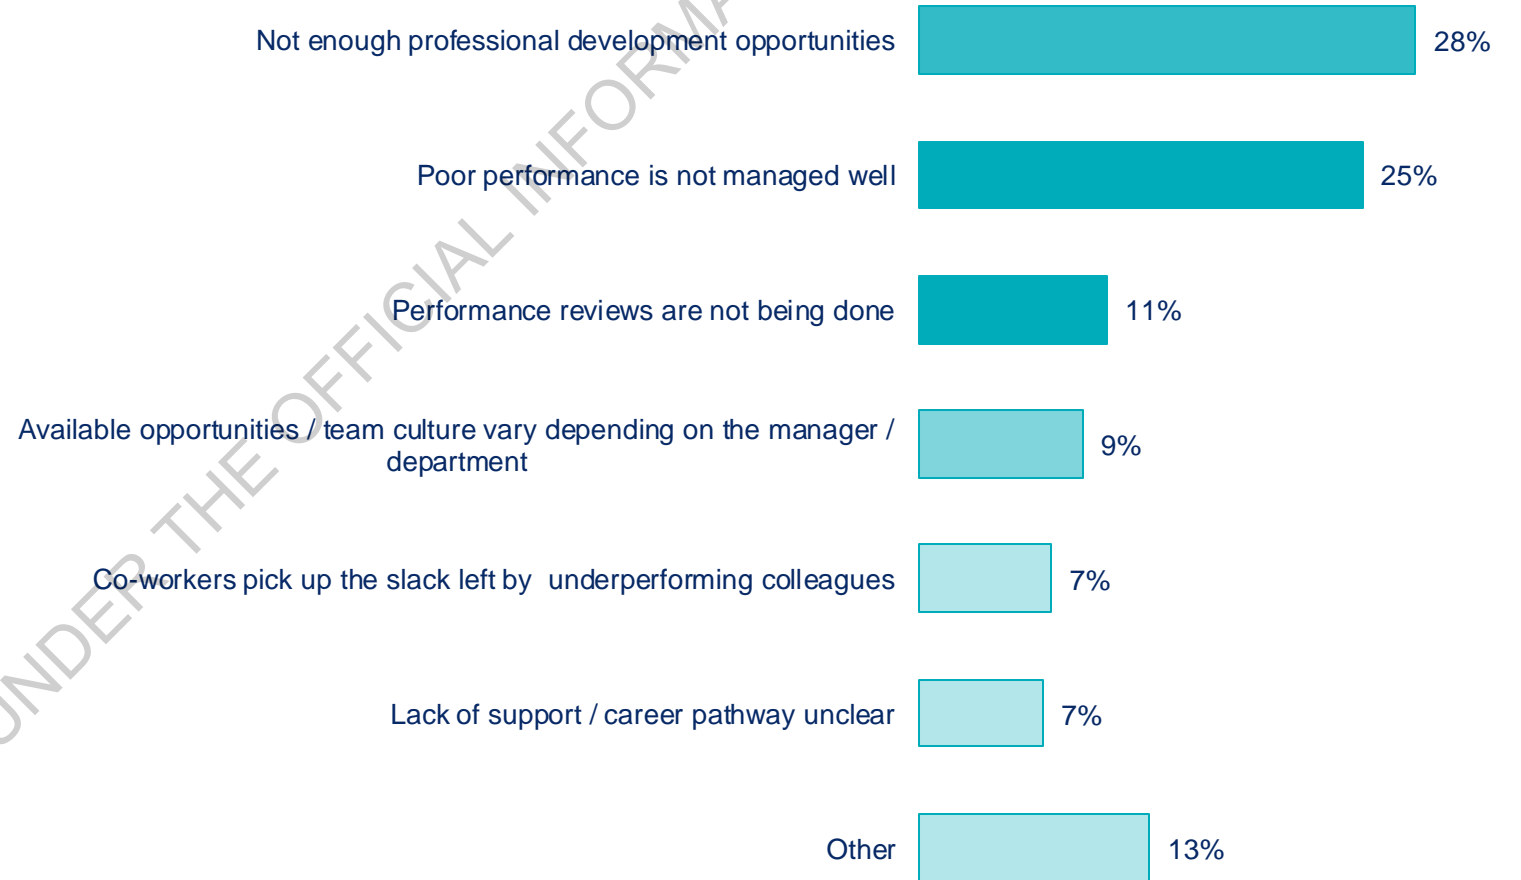 Not enough professional development opportunities 28%
Poor performance is not managed well 25%
Performance reviews are not being done 11%
Available opportunities / team culture vary depending on the manager /
department 9%
Co-workers pick up the slack left by  underperforming colleagues 7%
Lack of support / career pathway unclear 7%
Other 13%
UNDER THE OFFICIAL